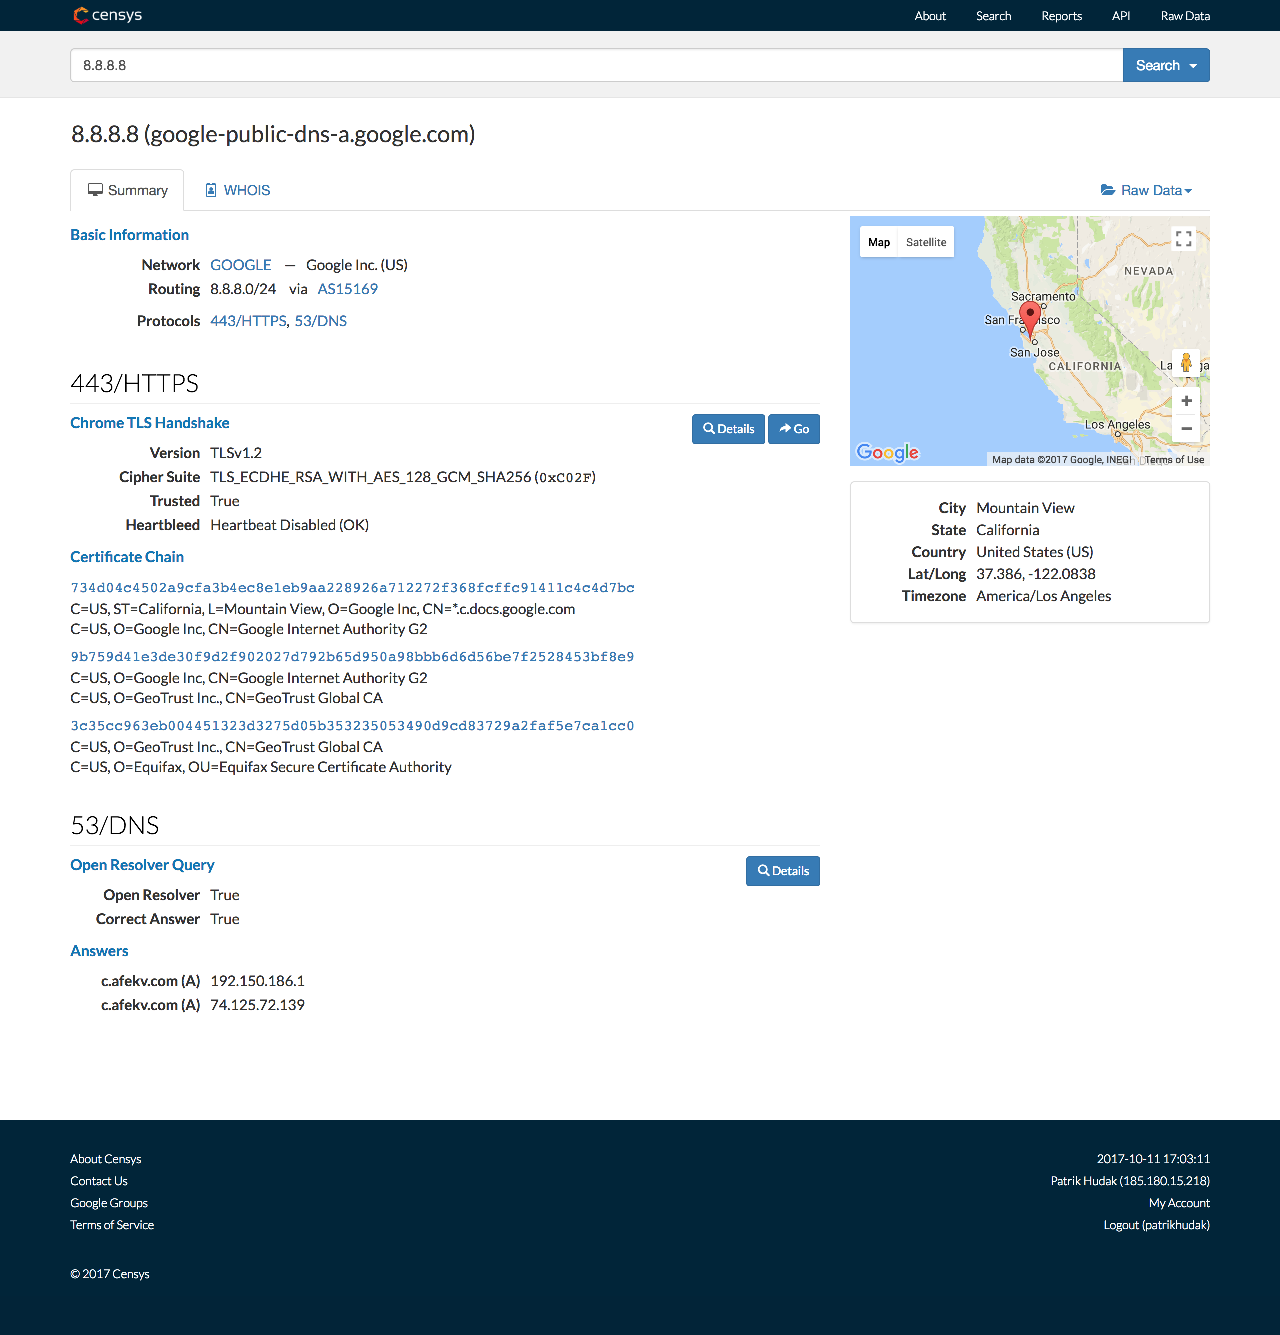 censys
About Search Reports API Raw Data
8.8.8.8
Search
8.8.8.8 (google-public-dns-a.google.com)
Summary
WHOIS
Raw Data
Basic Information
Network GOOGLE — Google Inc. (US)
Routing 8.8.8.0/24 via AS15169
Protocols 443/HTTPS, 53/DNS
443/HTTPS
Chrome TLS Handshake
Details
Go
Version TLSv1.2
Cipher Suite TLS_ECDHE_RSA_WITH_AES_128_GCM_SHA256 (0xC02F)
Trusted True
Heartbleed Heartbeat Disabled (OK)
Certificate Chain
734d04c4502a9cfa3b4ec8e1eb9aa228926a712272f368fcffc91411c4c4d7bc
C=US, ST=California, L=Mountain View, O=Google Inc, CN=*.c.docs.google.com
C=US, O=Google Inc, CN=Google Internet Authority G2
9b759d41e3de30f9d2f902027d792b65d950a98bbb6d6d56be7f2528453bf8e9
C=US, O=Google Inc, CN=Google Internet Authority G2
C=US, O=GeoTrust Inc., CN=GeoTrust Global CA
3c35cc963eb004451323d3275d05b353235053490d9cd83729a2faf5e7ca1cc0
C=US, O=GeoTrust Inc., CN=GeoTrust Global CA
C=US, O=Equifax, OU=Equifax Secure Certificate Authority
53/DNS
Open Resolver Query
Details
Open Resolver True
Correct Answer True
Answers
c.afekv.com (A) 192.150.186.1
c.afekv.com (A) 74.125.72.139
Map Satellite
NEVADA
Sacramento
San Francisco
San Jose
CALIFORNIA
Los Angeles
Google
Map data ©2017 Google, INEGI Terms of Use
City Mountain View
State California
Country United States (US)
Lat/Long 37.386, -122.0838
Timezone America/Los Angeles
About Censys
Contact Us
Google Groups
Terms of Service
© 2017 Censys
2017-10-11 17:03:11
Patrik Hudak (185.180.15.218)
My Account
Logout (patrikhudak)